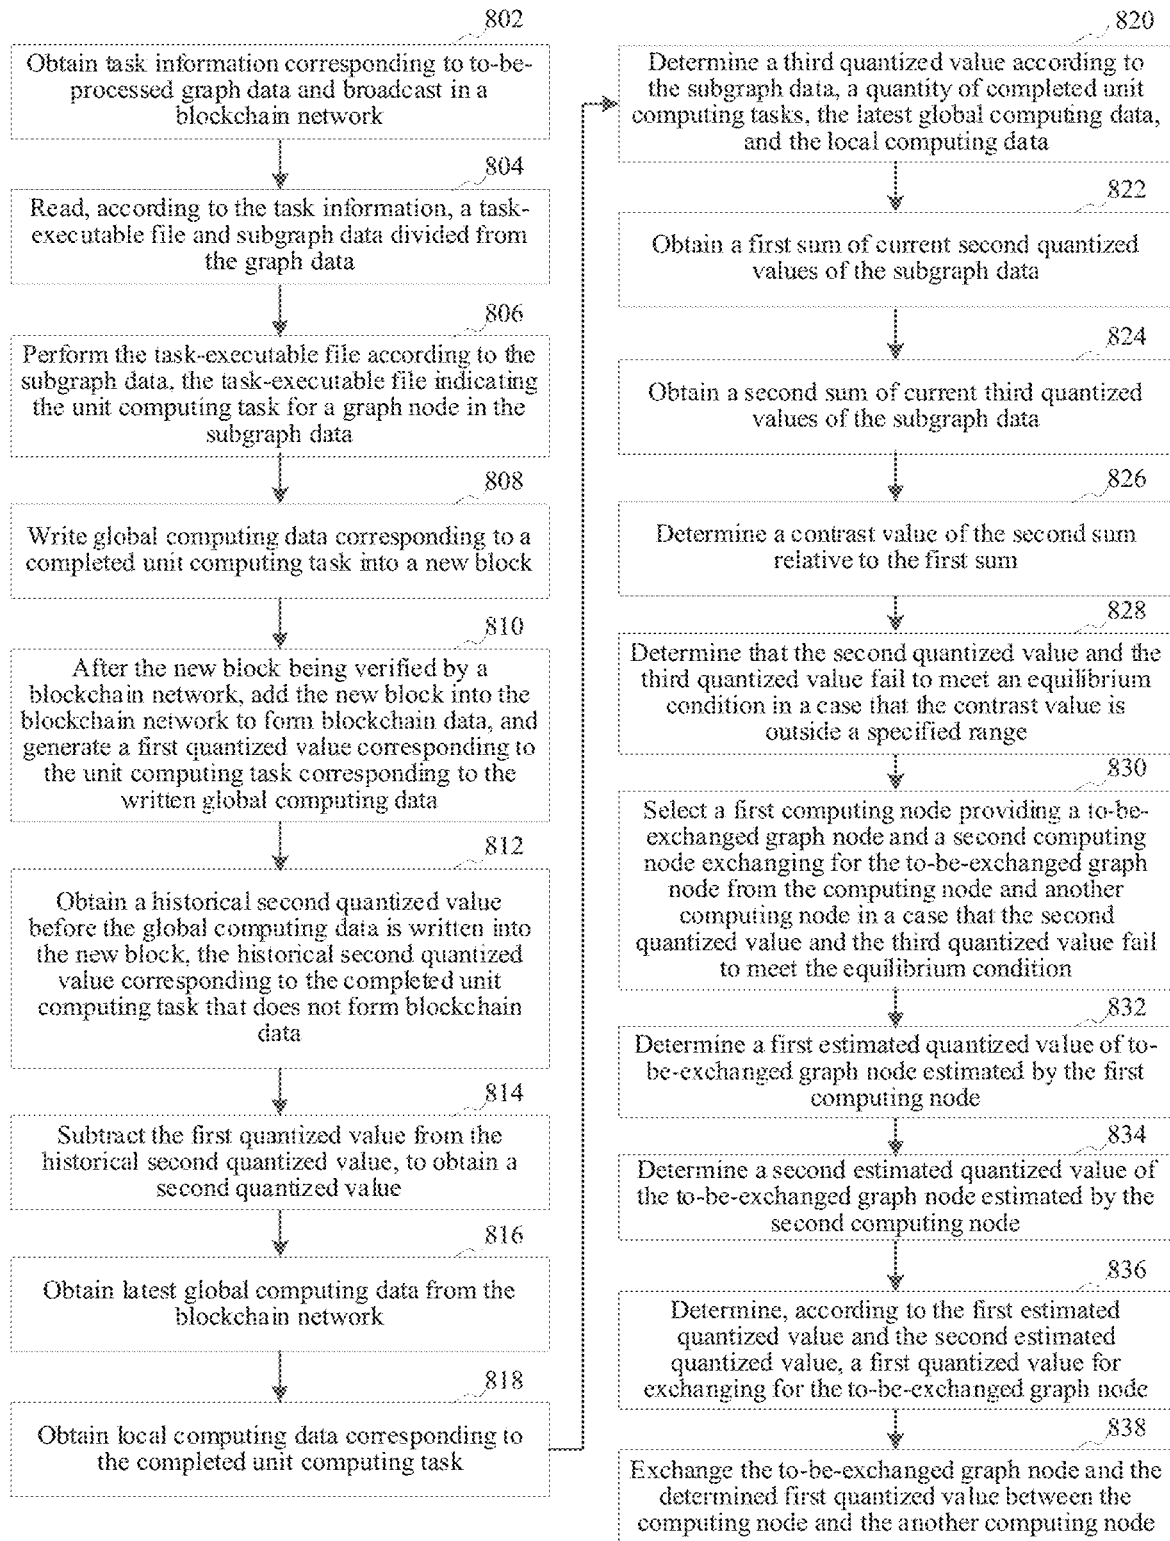 802
Obtain task information corresponding to to-be-
processed graph data and broadcast in a
blockchain network
804
Read, according to the task information, a task-
executable file and subgraph data divided from
the graph data
806
Perform the task-executable file according to the
subgraph data, the task-executable file indicating
the unit computing task for a graph node in the
subgraph data
808
Write global computing data corresponding to a
completed unit computing task into a new block
810
After the new block being verified by a
blockchain network, add the new block into the
blockchain network to form blockchain data, and
generate a first quantized value corresponding to
the unit computing task corresponding to the
written global computing data
812
Obtain a historical second quantized value
before the global computing data is written into
the new block, the historical second quantized
value corresponding to the completed unit
computing task that does not form blockchain
data
814
Subtract the first quantized value from the
historical second quantized value, to obtain a
second quantized value
816
Obtain latest global computing data from the
blockchain network
818
Obtain local computing data corresponding to
the completed unit computing task
820
Determine a third quantized value according to
the subgraph data, a quantity of completed unit
computing tasks, the latest global computing data,
and the local computing data
822
Obtain a first sum of current second quantized
values of the subgraph data
824
Obtain a second sum of current third quantized
values of the subgraph data
826
Determine a contrast value of the second sum
relative to the first sum
828
Determine that the second quantized value and the
third quantized value fail to meet an equilibrium
condition in a case that the contrast value is
outside a specified range
830
Select a first computing node providing a to-be-
exchanged graph node and a second computing
node exchanging for the to-be-exchanged graph
node from the computing node and another
computing node in a case that the second
quantized value and the third quantized value fail
to meet the equilibrium condition
832
Determine a first estimated quantized value of to-
be-exchanged graph node estimated by the first
computing node
834
Determine a second estimated quantized value of
the to-be-exchanged graph node estimated by the
second computing node
836
Determine, according to the first estimated
quantized value and the second estimated
quantized value, a first quantized value for
exchanging for the to-be-exchanged graph node
838
Exchange the to-be-exchanged graph node and the
determined first quantized value between the
computing node and the another computing node